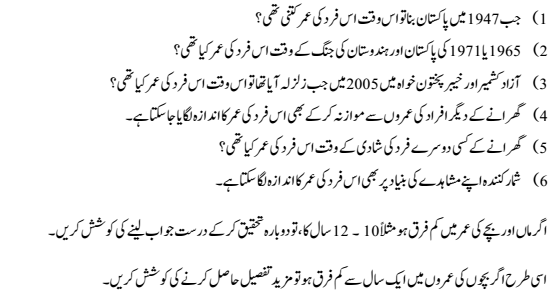 1) جب 1947 میں پاکستان بنا تو اس وقت اس فرد کی عمر کتنی تھی؟
2) 1965 یا 1971 کی پاکستان اور ہندوستان کی جنگ کے وقت اس فرد کی عمر کیا تھی؟
3) آزاد کشمیر اور خیبر پختون خواہ میں 2005 میں جب زلزلہ آیا تھا تو اس وقت اس فرد کی عمر کیا تھی؟
4) گھرانے کے دیگر افراد کی عمروں سے موازنہ کر کے بھی اس فرد کی عمر کا اندازہ لگایا جا سکتا ہے۔
5) گھرانے کے کسی دوسرے فرد کی شادی کے وقت اس فرد کی عمر کیا تھی؟
6) شمار کنندہ اپنے مشاہدے کی بنیاد پر بھی اس فرد کی عمر کا اندازہ لگا سکتا ہے۔
اگر ماں اور بچے کی عمر میں کم فرق ہو مثلاً 10 ۔ 12 سال کا، تو دوبارہ تحقیق کر کے درست جواب لینے کی کوشش کریں۔
اسی طرح اگر بچوں کی عمروں میں ایک سال سے کم فرق ہو تو مزید تفصیل حاصل کرنے کی کوشش کریں۔